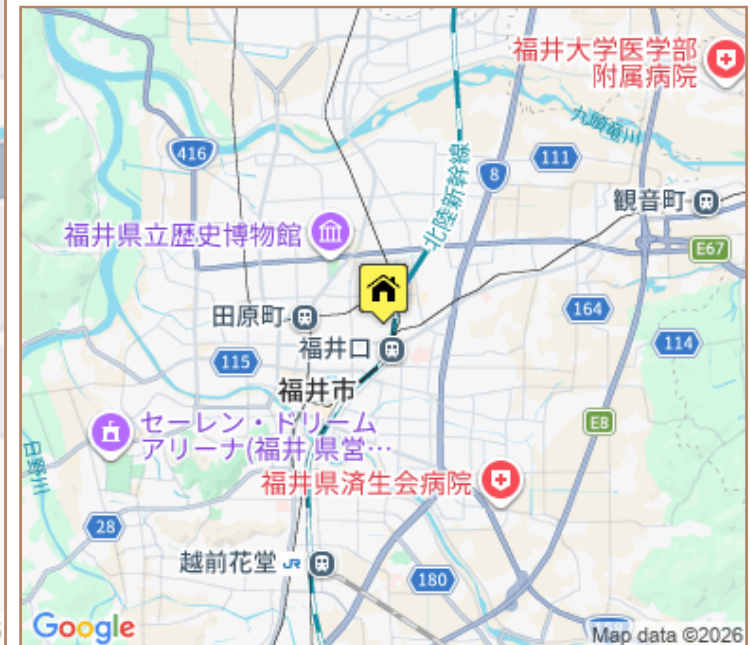 福井大学医学部
附属病院
九頭竜川
416
111
8
北陸新幹線
観音町
福井県立歴史博物館
E67
田原町
164
福井口
114
115
福井市
セーレン・ドリーム
アリーナ(福井 県営…
E8
日野川
福井県済生会病院
28
越前花堂 JR
180
Google
Map data ©2026